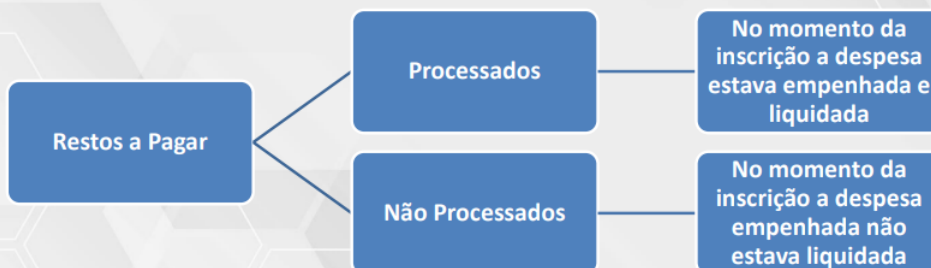 Restos a Pagar
Processados
No momento da
inscrição a despesa
estava empenhada e
liquidada
Não Processados
No momento da
inscrição a despesa
empenhada não
estava liquidada